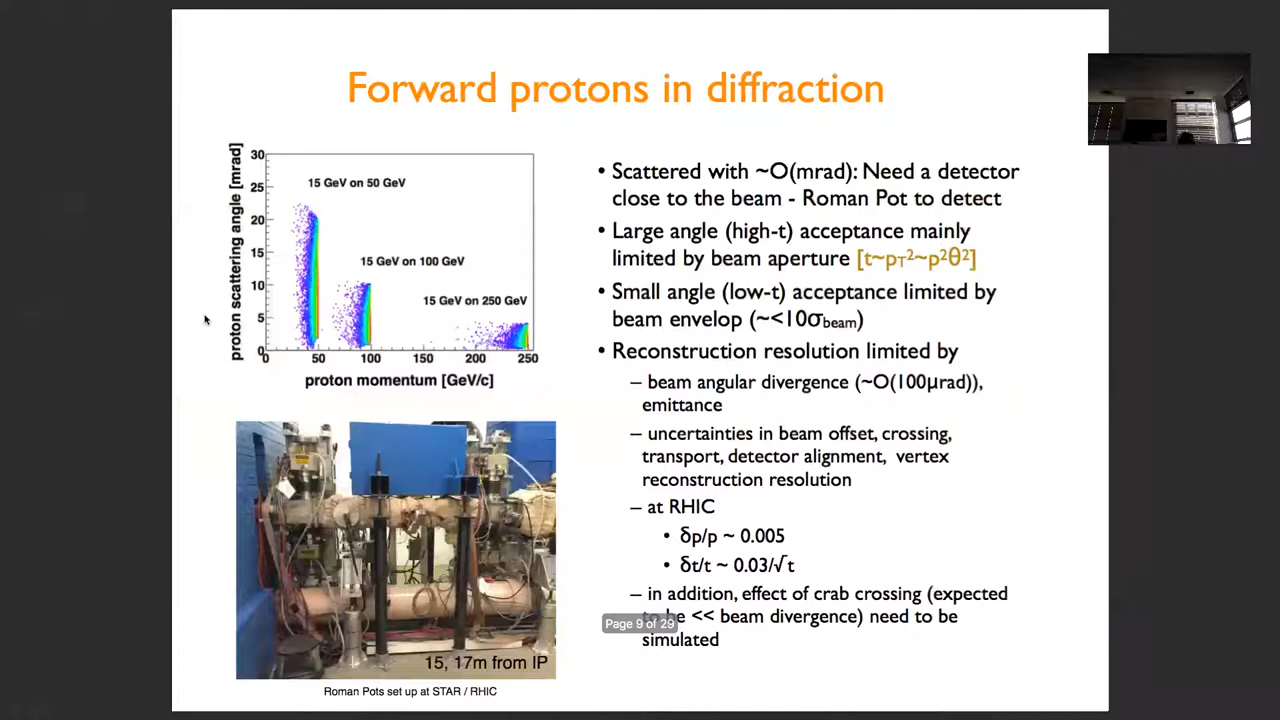 Forward protons in diffraction
30
25
20
15
10
5
0
proton scattering angle [mrad]
15 GeV on 50 GeV
15 GeV on 100 GeV
15 GeV on 250 GeV
0 50 100 150 200 250
proton momentum [GeV/c]
15, 17m from IP
Roman Pots set up at STAR / RHIC
• Scattered with ~O(mrad): Need a detector
close to the beam - Roman Pot to detect
• Large angle (high-t) acceptance mainly
limited by beam aperture [t~pT²~p²θ²]
• Small angle (low-t) acceptance limited by
beam envelop (~<10σbeam)
• Reconstruction resolution limited by
– beam angular divergence (~O(100μrad)),
emittance
– uncertainties in beam offset, crossing,
transport, detector alignment, vertex
reconstruction resolution
– at RHIC
• δp/p ~ 0.005
• δt/t ~ 0.03/√t
– in addition, effect of crab crossing (expected
to be << beam divergence) need to be
simulated
Page 9 of 29